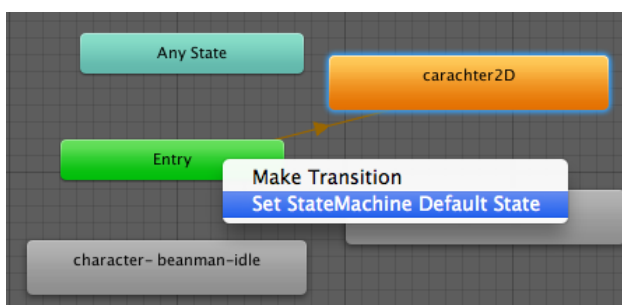 Any State
carachter2D
Entry
Make Transition
Set StateMachine Default State
character- beanman-idle